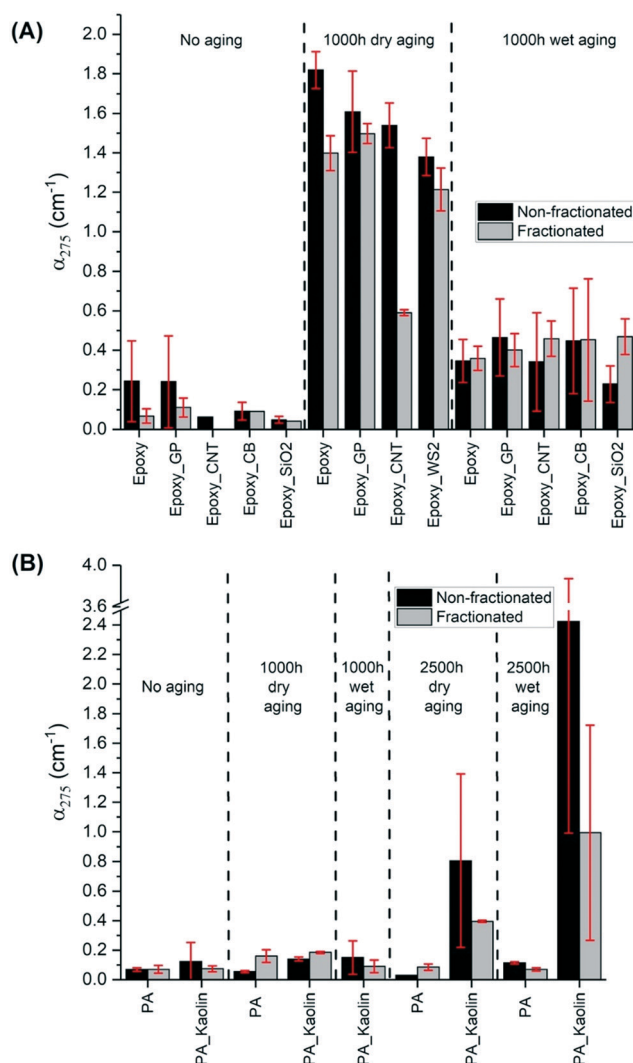 (A)
No aging
1000h dry aging
1000h wet aging
2.0
1.8
1.6
1.4
1.2
1.0
0.8
0.6
0.4
0.2
0.0
α275 (cm-1)
Non-fractionated
Fractionated
Epoxy
Epoxy_GP
Epoxy_CNT
Epoxy_CB
Epoxy_SiO2
Epoxy
Epoxy_GP
Epoxy_CNT
Epoxy_WS2
Epoxy
Epoxy_GP
Epoxy_CNT
Epoxy_CB
Epoxy_SiO2
(B)
4.0
3.6
2.4
2.2
2.0
1.8
1.6
1.4
1.2
1.0
0.8
0.6
0.4
0.2
0.0
α275 (cm-1)
Non-fractionated
Fractionated
No aging
1000h
dry
aging
1000h
wet
aging
2500h
dry
aging
2500h
wet
aging
PA
PA_Kaolin
PA
PA_Kaolin
PA_Kaolin
PA
PA_Kaolin
PA
PA_Kaolin